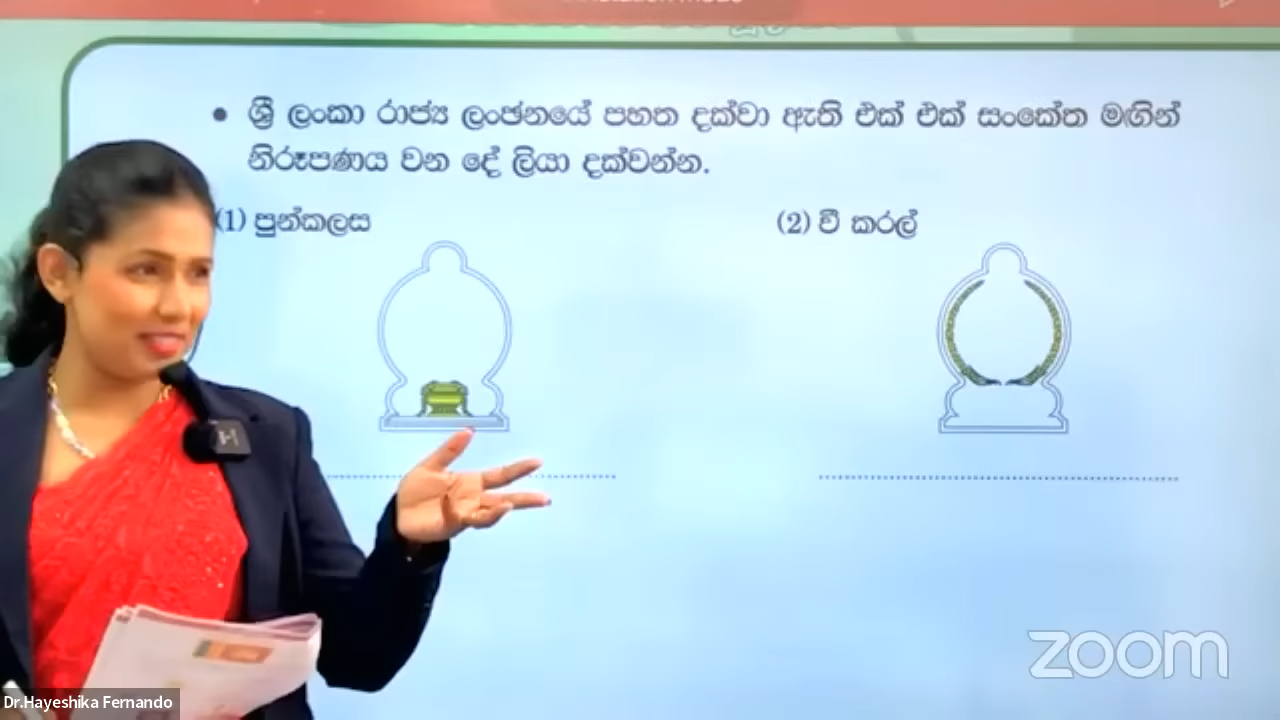 • ශ්‍රී ලංකා රාජ්‍ය ලාංඡනයේ පහත දක්වා ඇති එක් එක් සංකේත මඟින්
නිරූපණය වන දේ ලියා දක්වන්න.
(1) පුන්කලස
(2) වී කරල්
zoom
Dr.Hayeshika Fernando